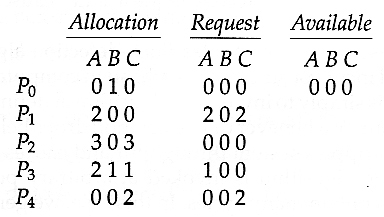 Allocation Request Available
A B C A B C A B C
P0 0 1 0 0 0 0 0 0 0
P1 2 0 0 2 0 2
P2 3 0 3 0 0 0
P3 2 1 1 1 0 0
P4 0 0 2 0 0 2